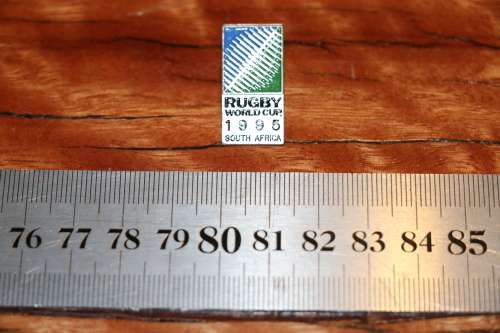 RUGBY
WORLD CUP
1995
SOUTH AFRICA
76 77 78 79 80 81 82 83 84 85